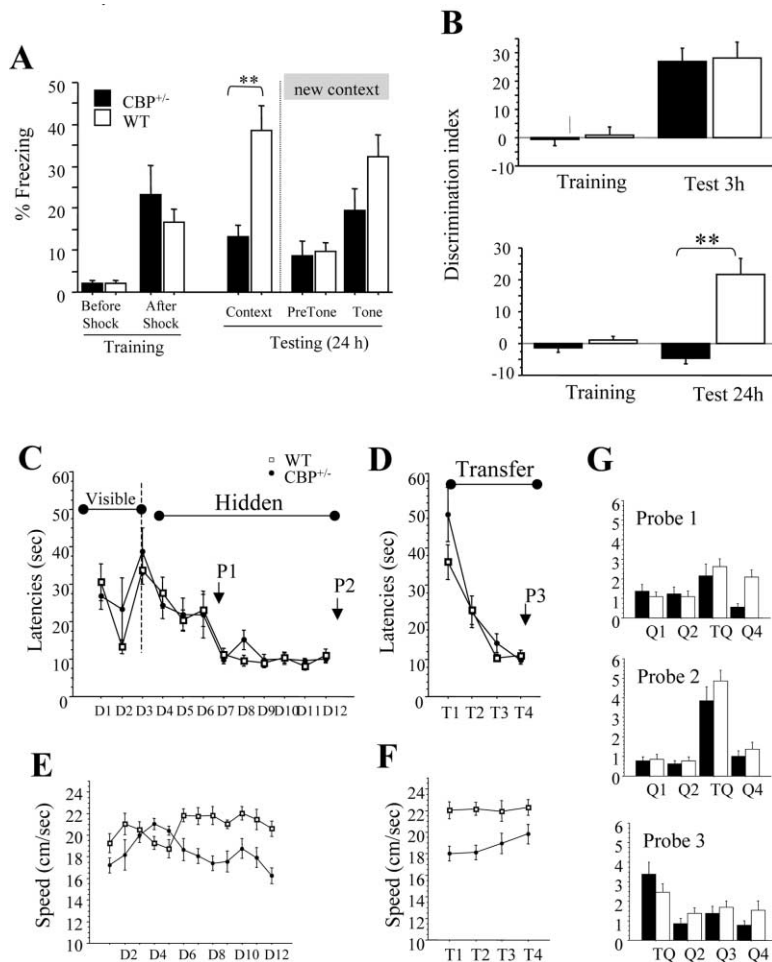 A
% Freezing
50
40
30
20
10
0
CBP+/-
WT
**
new context
Before Shock
After Shock
Context
PreTone
Tone
Training
Testing (24 h)
B
Discrimination index
30
20
10
0
-10
Training
Test 3h
**
30
20
10
0
-10
Training
Test 24h
C
Latencies (sec)
60
50
40
30
20
10
0
WT
CBP+/-
Visible
Hidden
P1
P2
D1 D2 D3 D4 D5 D6 D7 D8 D9 D10 D11 D12
D
Latencies (sec)
60
50
40
30
20
10
0
Transfer
P3
T1 T2 T3 T4
E
Speed (cm/sec)
24
22
20
18
16
14
12
10
D2 D4 D6 D8 D10 D12
F
Speed (cm/sec)
24
22
20
18
16
14
12
10
T1 T2 T3 T4
G
Probe 1
6
5
4
3
2
1
0
Q1 Q2 TQ Q4
Probe 2
6
5
4
3
2
1
0
Q1 Q2 TQ Q4
Probe 3
5
4
3
2
1
0
TQ Q2 Q3 Q4